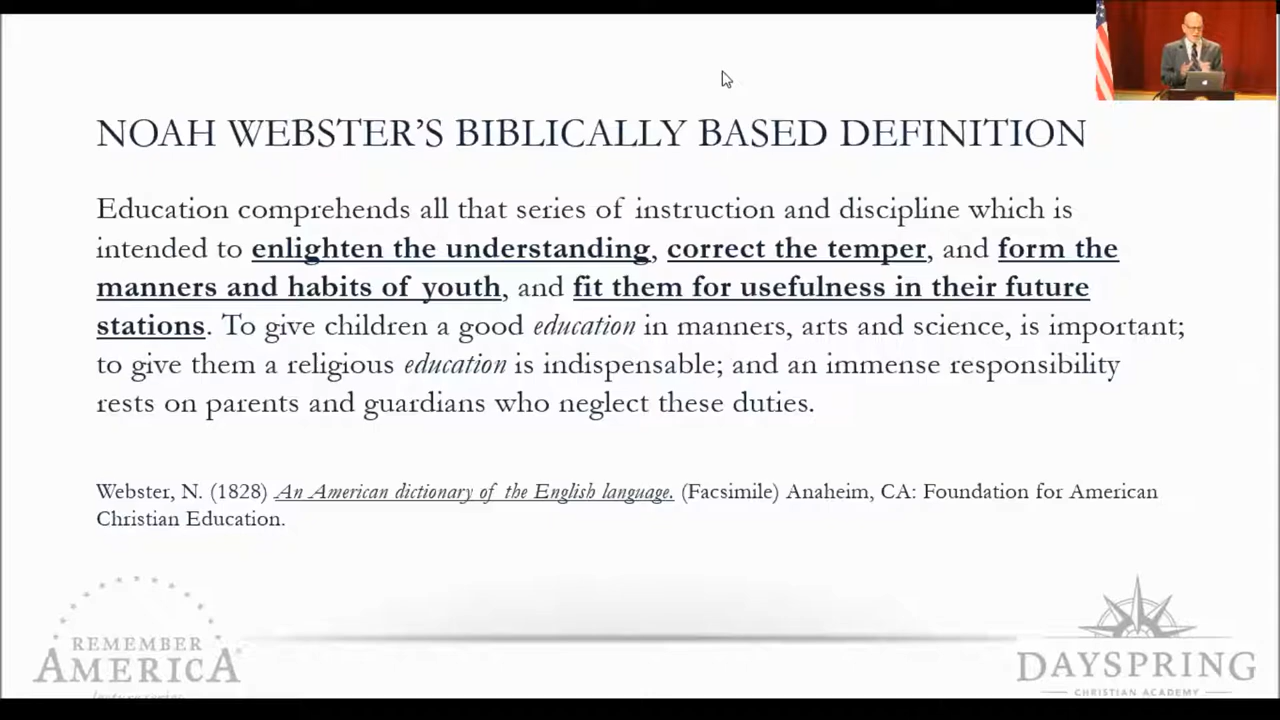 NOAH WEBSTER'S BIBLICALLY BASED DEFINITION
Education comprehends all that series of instruction and discipline which is
intended to enlighten the understanding, correct the temper, and form the
manners and habits of youth, and fit them for usefulness in their future
stations. To give children a good education in manners, arts and science, is important;
to give them a religious education is indispensable; and an immense responsibility
rests on parents and guardians who neglect these duties.
Webster, N. (1828) An American dictionary of the English language. (Facsimile) Anaheim, CA: Foundation for American
Christian Education.
REMEMBER
AMERICA
lecture series
DAYSPRING
CHRISTIAN ACADEMY